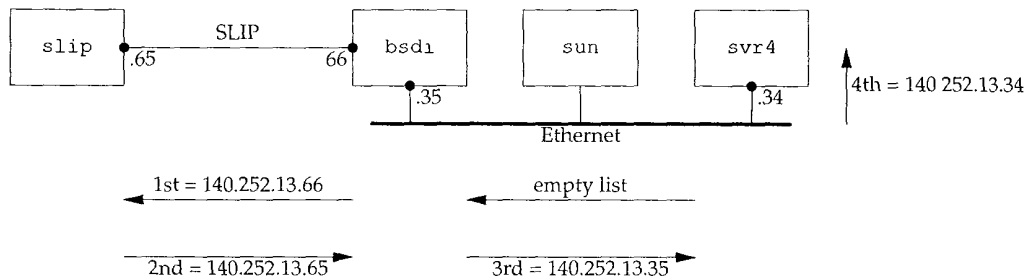 slip
SLIP
bsdı
sun
svr4
.65
66
.35
.34
4th = 140 252.13.34
Ethernet
1st = 140.252.13.66
empty list
2nd = 140.252.13.65
3rd = 140.252.13.35